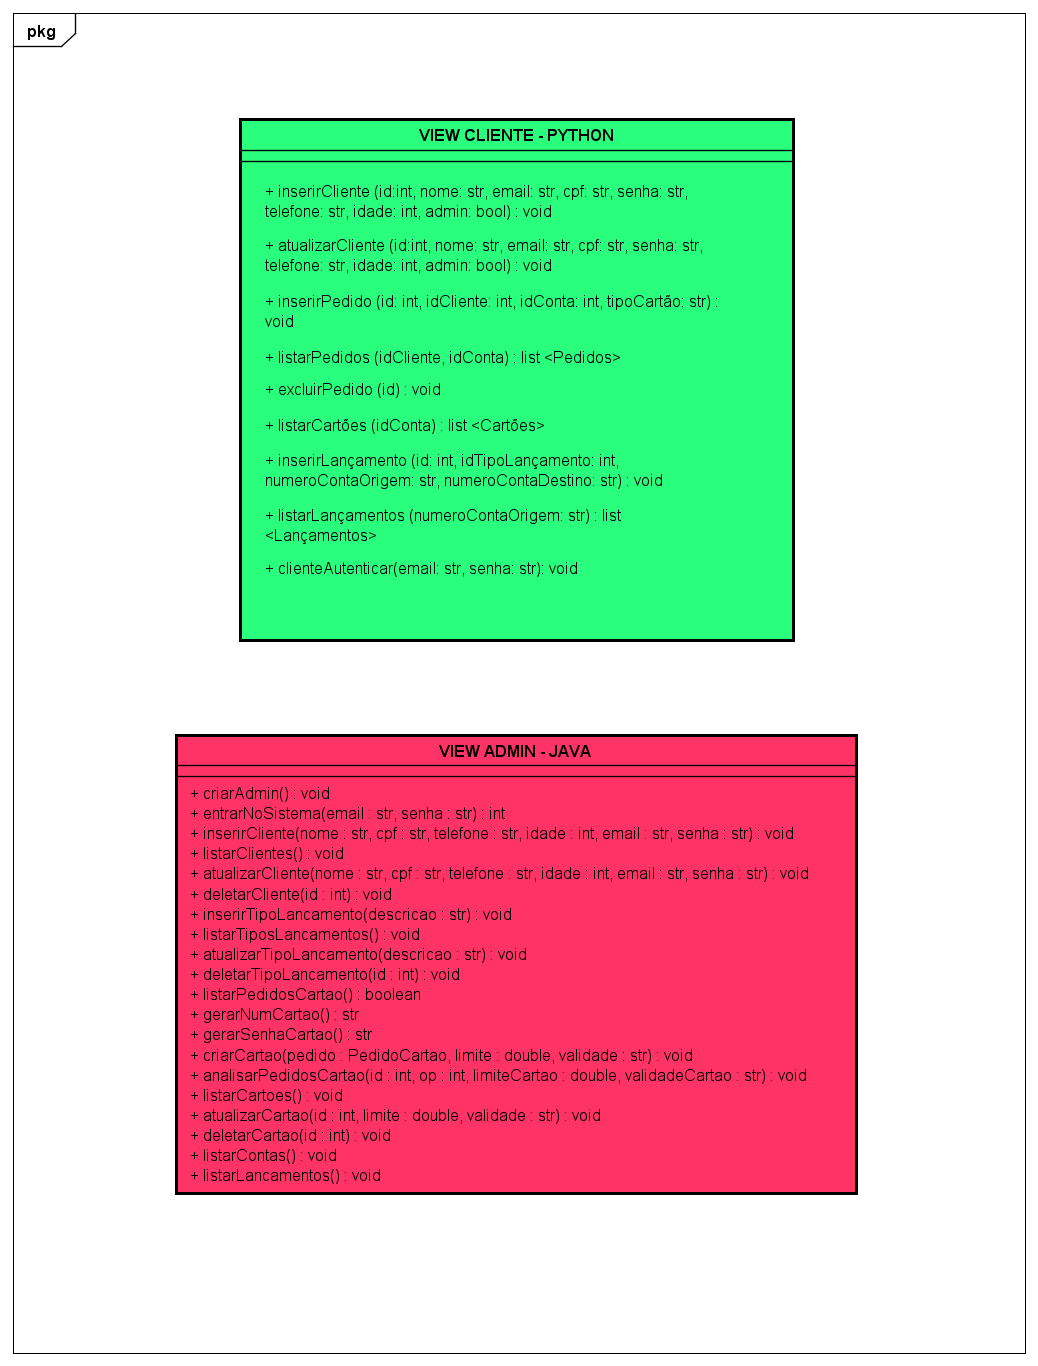 pkg
VIEW CLIENTE - PYTHON
+ inserirCliente (id:int, nome: str, email: str, cpf: str, senha: str,
telefone: str, idade: int, admin: bool) : void
+ atualizarCliente (id:int, nome: str, email: str, cpf: str, senha: str,
telefone: str, idade: int, admin: bool) : void
+ inserirPedido (id: int, idCliente: int, idConta: int, tipoCartão: str) :
void
+ listarPedidos (idCliente, idConta) : list <Pedidos>
+ excluirPedido (id) : void
+ listarCartões (idConta) : list <Cartões>
+ inserirLançamento (id: int, idTipoLançamento: int,
numeroContaOrigem: str, numeroContaDestino: str) : void
+ listarLançamentos (numeroContaOrigem: str) : list
<Lançamentos>
+ clienteAutenticar(email: str, senha: str): void
VIEW ADMIN - JAVA
+ criarAdmin() : void
+ entrarNoSistema(email : str, senha : str) : int
+ inserirCliente(nome : str, cpf : str, telefone : str, idade : int, email : str, senha : str) : void
+ listarClientes() : void
+ atualizarCliente(nome : str, cpf : str, telefone : str, idade : int, email : str, senha : str) : void
+ deletarCliente(id : int) : void
+ inserirTipoLancamento(descricao : str) : void
+ listarTiposLancamentos() : void
+ atualizarTipoLancamento(descricao : str) : void
+ deletarTipoLancamento(id : int) : void
+ listarPedidosCartao() : boolean
+ gerarNumCartao() : str
+ gerarSenhaCartao() : str
+ criarCartao(pedido : PedidoCartao, limite : double, validade : str) : void
+ analisarPedidosCartao(id : int, op : int, limiteCartao : double, validadeCartao : str) : void
+ listarCartoes() : void
+ atualizarCartao(id : int, limite : double, validade : str) : void
+ deletarCartao(id : int) : void
+ listarContas() : void
+ listarLancamentos() : void